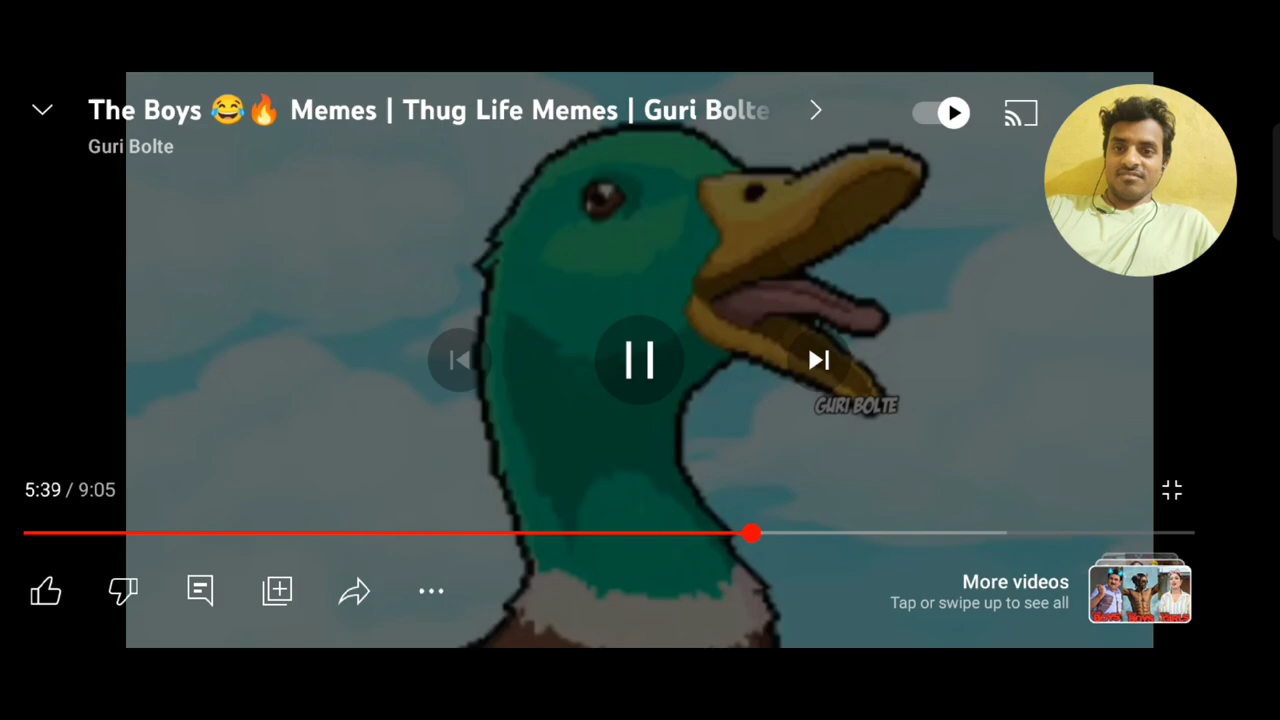 The Boys 😂🔥 Memes | Thug Life Memes | Guri Bolte
Guri Bolte
GURI BOLTE
5:39 / 9:05
More videos
Tap or swipe up to see all